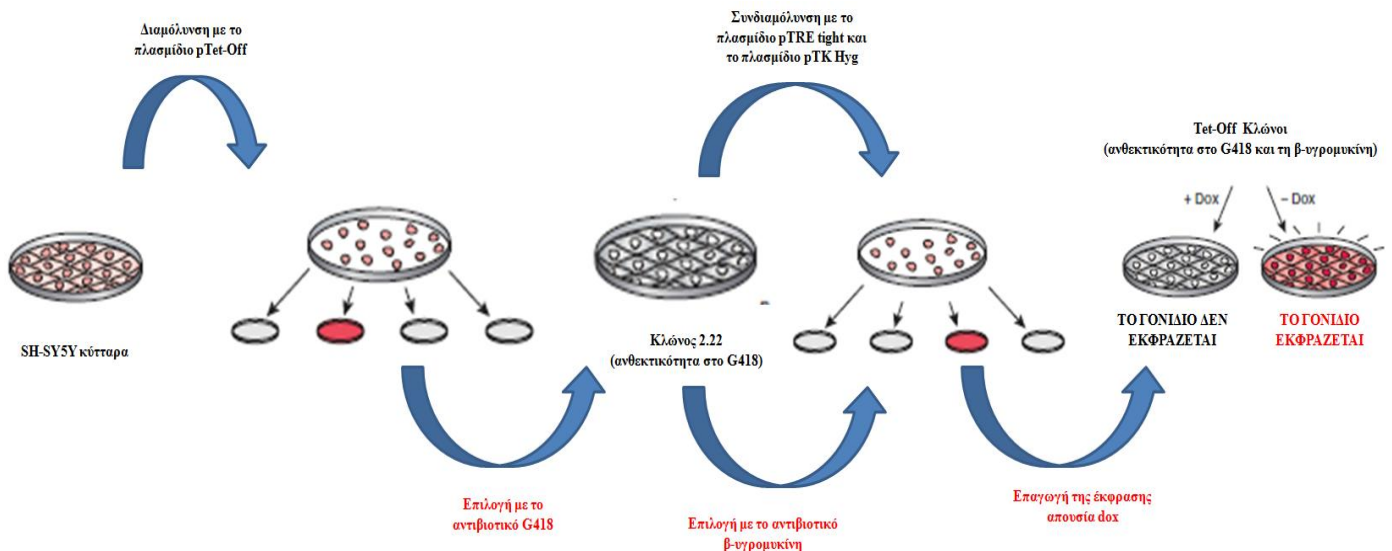 Διαμόλυνση με το
πλασμίδιο pTet-Off
Συνδιαμόλυνση με το
πλασμίδιο pTRE tight και
το πλασμίδιο pTK Hyg
Tet-Off Κλώνοι
(ανθεκτικότητα στο G418 και τη β-υγρομυκίνη)
+ Dox
– Dox
SH-SY5Y κύτταρα
Κλώνος 2.22
(ανθεκτικότητα στο G418)
ΤΟ ΓΟΝΙΔΙΟ ΔΕΝ
ΕΚΦΡΑΖΕΤΑΙ
ΤΟ ΓΟΝΙΔΙΟ
ΕΚΦΡΑΖΕΤΑΙ
Επιλογή με το
αντιβιοτικό G418
Επιλογή με το αντιβιοτικό
β-υγρομυκίνη
Επαγωγή της έκφρασης
απουσία dox